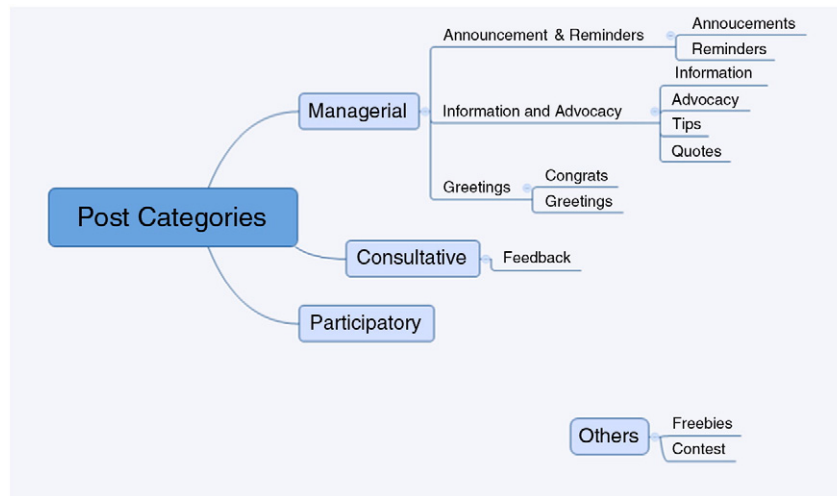 Post Categories
Managerial
Announcement & Reminders
Annoucements
Reminders
Information and Advocacy
Information
Advocacy
Tips
Quotes
Greetings
Congrats
Greetings
Consultative
Feedback
Participatory
Others
Freebies
Contest